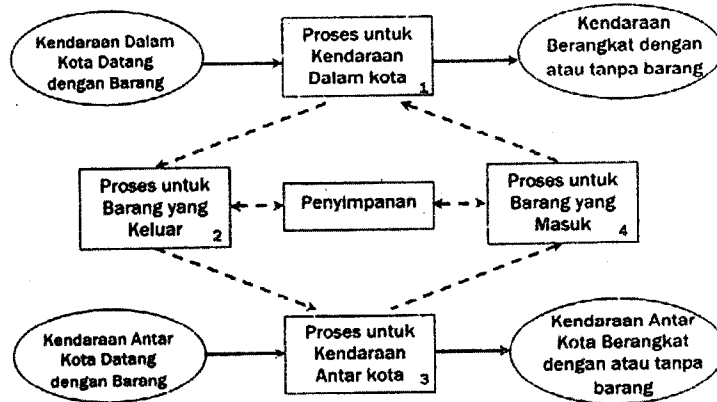 Kendaraan Dalam
Kota Datang
dengan Barang
Proses untuk
Kendaraan
Dalam kota
1
Kendaraan
Berangkat dengan
atau tanpa barang
Proses untuk
Barang yang
Keluar
2
Penyimpanan
Proses untuk
Barang yang
Masuk
4
Kendaraan Antar
Kota Datang
dengan Barang
Proses untuk
Kendaraan
Antar kota
3
Kendaraan Antar
Kota Berangkat
dengan atau tanpa
barang